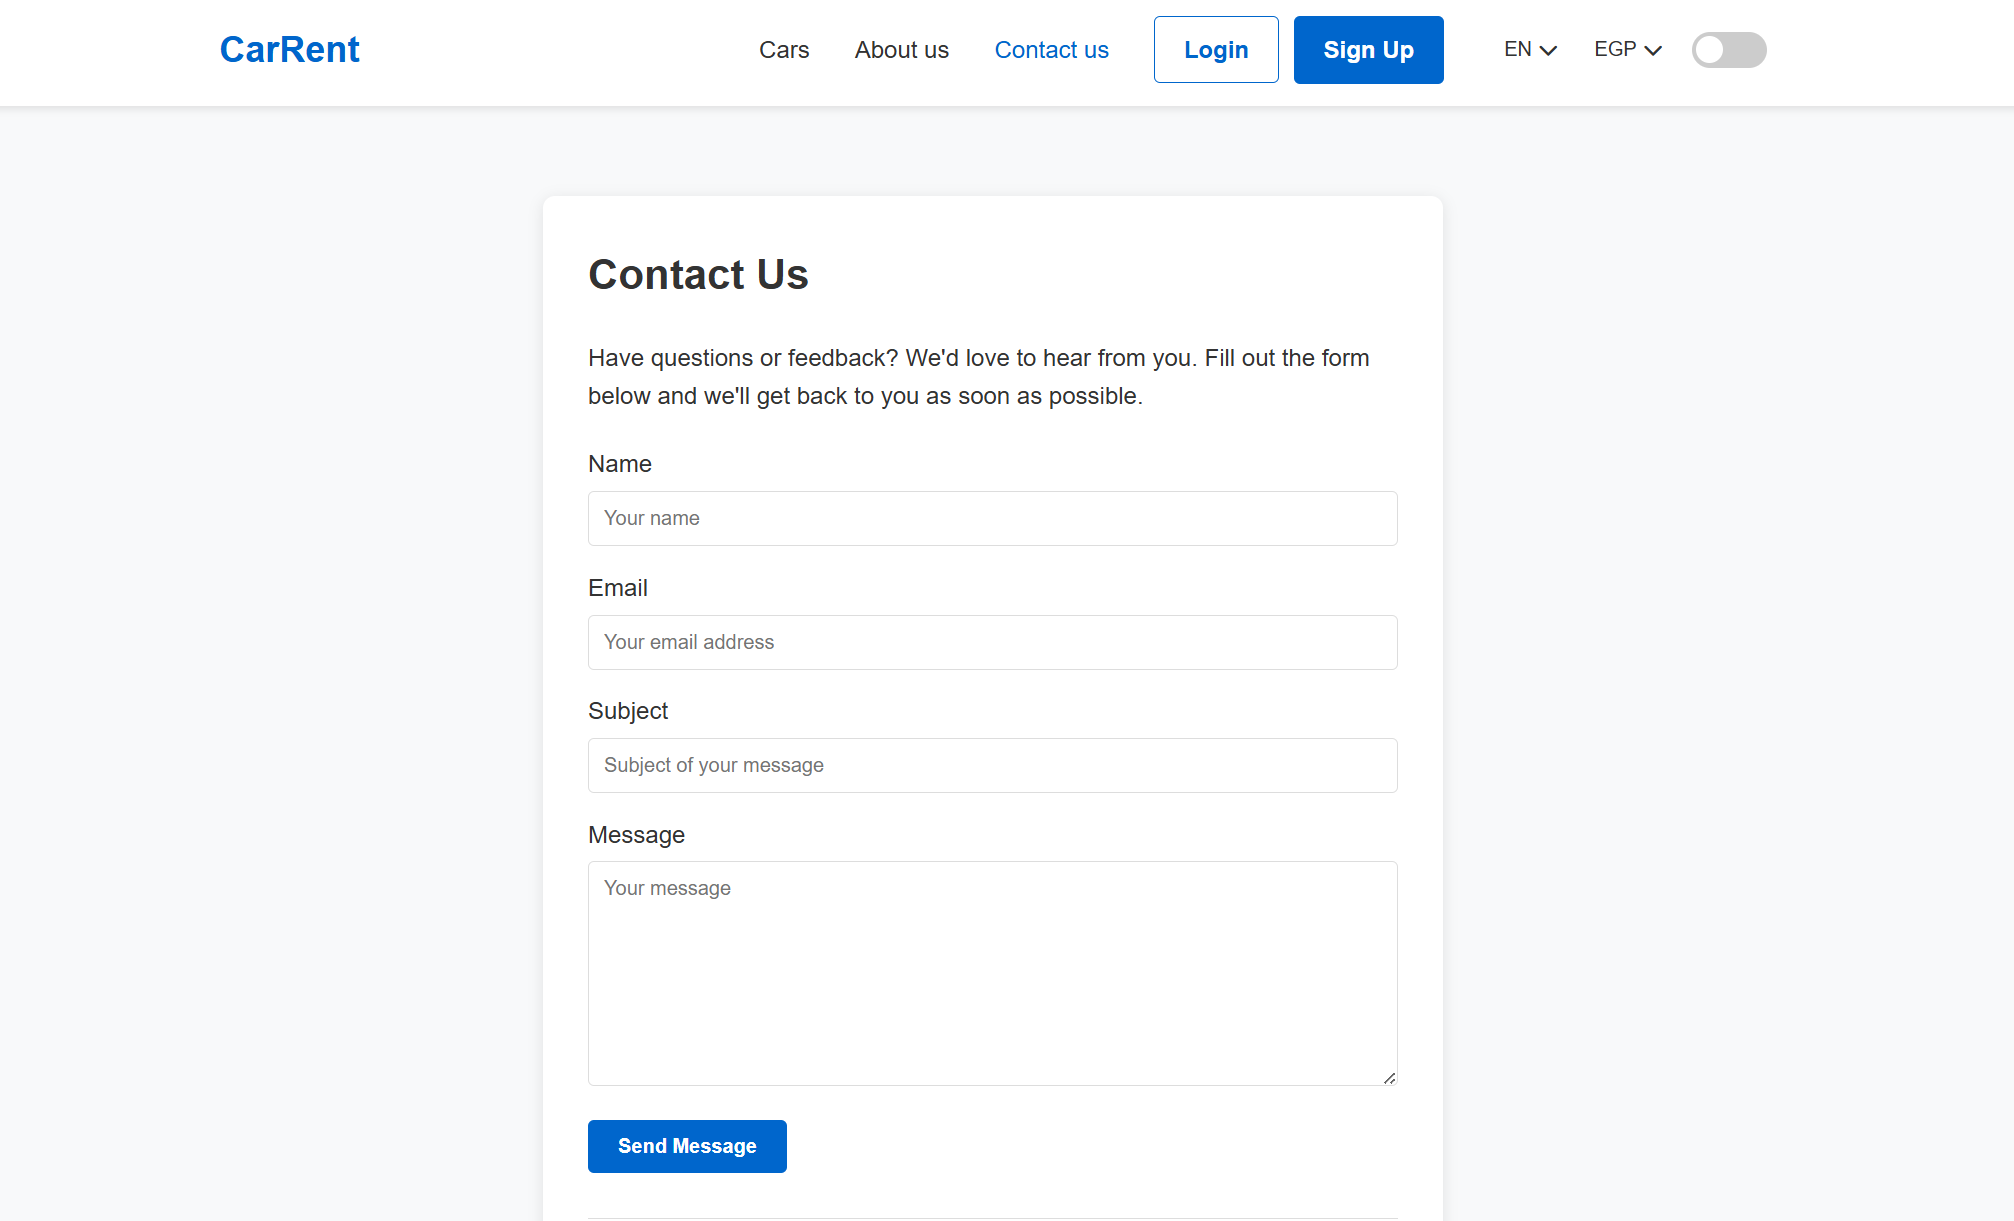 CarRent
Cars
About us
Contact us
Login
Sign Up
EN
EGP
Contact Us
Have questions or feedback? We'd love to hear from you. Fill out the form
below and we'll get back to you as soon as possible.
Name
Your name
Email
Your email address
Subject
Subject of your message
Message
Your message
Send Message